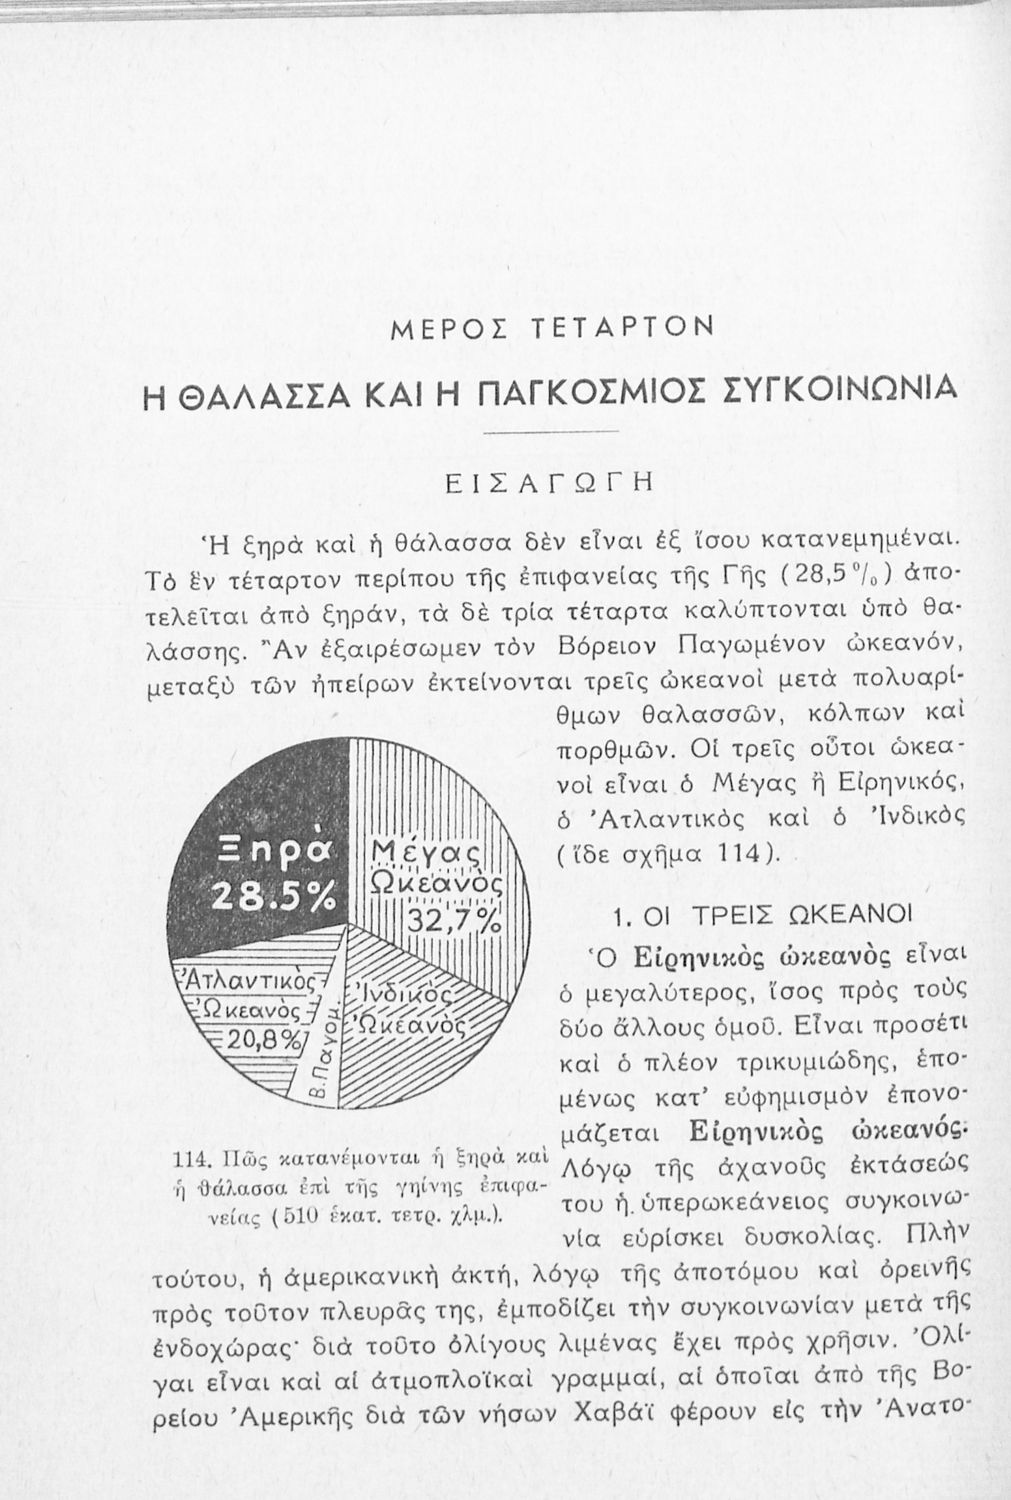 ΜΕΡΟΣ ΤΕΤΑΡΤΟΝ
Η ΘΑΛΑΣΣΑ ΚΑΙ Η ΠΑΓΚΟΣΜΙΟΣ ΣΥΓΚΟΙΝΩΝΙΑ
ΕΙΣΑΓΩΓΗ
Ἡ ξηρὰ καὶ ἡ θάλασσα δὲν εἶναι ἐξ ἴσου κατανεμημέναι.
Τὸ ἓν τέταρτον περίπου τῆς ἐπιφανείας τῆς Γῆς (28,5 %) ἀπο-
τελεῖται ἀπὸ ξηράν, τὰ δὲ τρία τέταρτα καλύπτονται ὑπὸ θα-
λάσσης. Ἂν ἐξαιρέσωμεν τὸν Βόρειον Παγωμένον ὠκεανόν,
μεταξὺ τῶν ἠπείρων ἐκτείνονται τρεῖς ὠκεανοὶ μετὰ πολυαρί-
θμων θαλασσῶν, κόλπων καὶ
πορθμῶν. Οἱ τρεῖς οὗτοι ὠκεα-
νοὶ εἶναι ὁ Μέγας ἢ Εἰρηνικός,
ὁ Ἀτλαντικὸς καὶ ὁ Ἰνδικὸς
(ἴδε σχῆμα 114).
Ξηρὰ
28.5%
Μέγας
Ὠκεανὸς
32,7%
Ἀτλαντικὸς
Ὠκεανὸς
20,8%
Β. Παγομ.
Ἰνδικὸς
Ὠκεανὸς
114. Πῶς κατανέμονται ἡ ξηρὰ καὶ
ἡ θάλασσα ἐπὶ τῆς γηίνης ἐπιφα-
νείας (510 ἑκατ. τετρ. χλμ.).
1. ΟΙ ΤΡΕΙΣ ΩΚΕΑΝΟΙ
Ὁ Εἰρηνικὸς ὠκεανὸς εἶναι
ὁ μεγαλύτερος, ἴσος πρὸς τοὺς
δύο ἄλλους ὁμοῦ. Εἶναι προσέτι
καὶ ὁ πλέον τρικυμιώδης, ἑπο-
μένως κατ' εὐφημισμὸν ἐπονο-
μάζεται Εἰρηνικὸς ὠκεανός.
Λόγῳ τῆς ἀχανοῦς ἐκτάσεώς
του ἡ ὑπερωκεάνειος συγκοινω-
νία εὑρίσκει δυσκολίας. Πλὴν
τούτου, ἡ ἀμερικανικὴ ἀκτή, λόγῳ τῆς ἀποτόμου καὶ ὀρεινῆς
πρὸς τοῦτον πλευρᾶς της, ἐμποδίζει τὴν συγκοινωνίαν μετὰ τῆς
ἐνδοχώρας· διὰ τοῦτο ὀλίγους λιμένας ἔχει πρὸς χρῆσιν. Ὀλί-
γαι εἶναι καὶ αἱ ἀτμοπλοϊκαὶ γραμμαί, αἱ ὁποῖαι ἀπὸ τῆς Βο-
ρείου Ἀμερικῆς διὰ τῶν νήσων Χαβάϊ φέρουν εἰς τὴν Ἀνατο-